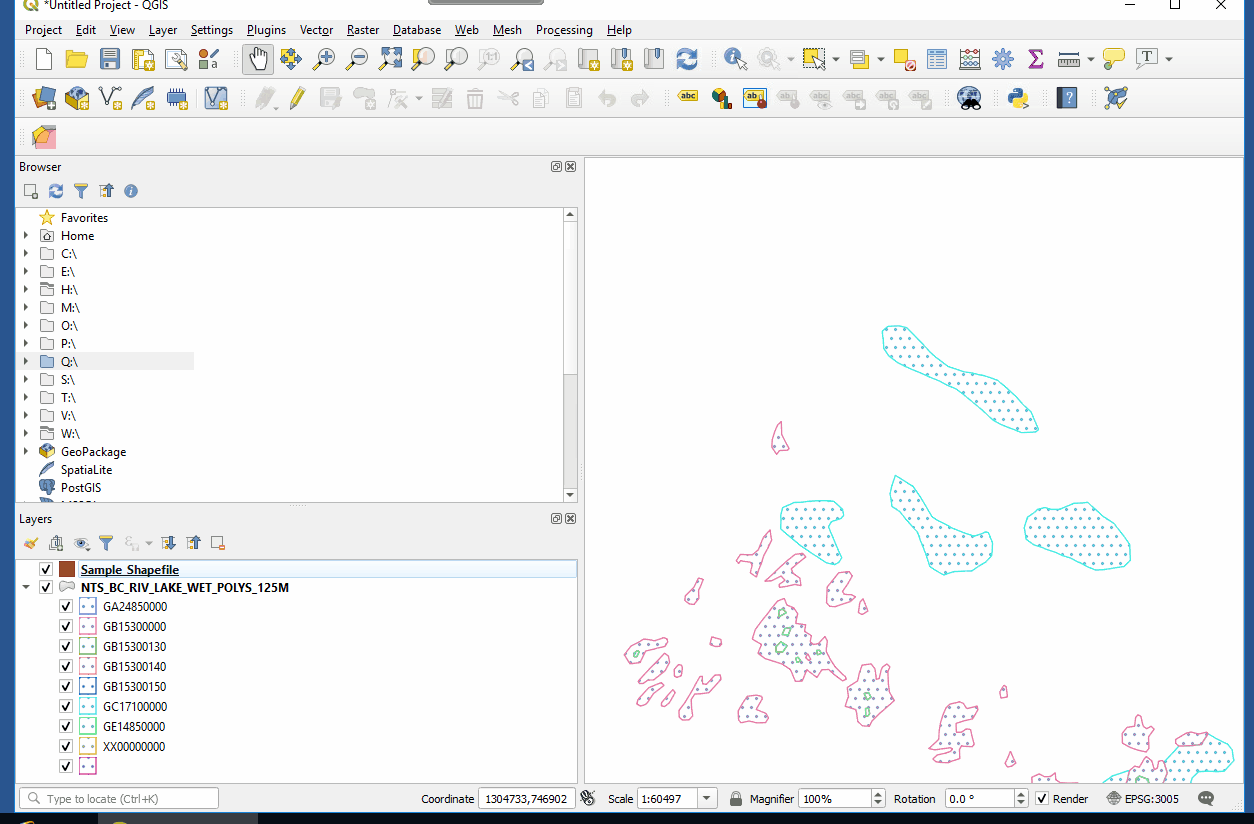 *Untitled Project - QGIS
Project Edit View Layer Settings Plugins Vector Raster Database Web Mesh Processing Help
abc
Browser
Favorites
Home
C:\
E:\
H:\
M:\
O:\
P:\
Q:\
S:\
T:\
V:\
W:\
GeoPackage
SpatiaLite
PostGIS
Layers
Sample_Shapefile
NTS_BC_RIV_LAKE_WET_POLYS_125M
GA24850000
GB15300000
GB15300130
GB15300140
GB15300150
GC17100000
GE14850000
XX00000000
Type to locate (Ctrl+K) Coordinate 1304733,746902 Scale 1:60497 Magnifier 100% Rotation 0.0 ° Render EPSG:3005